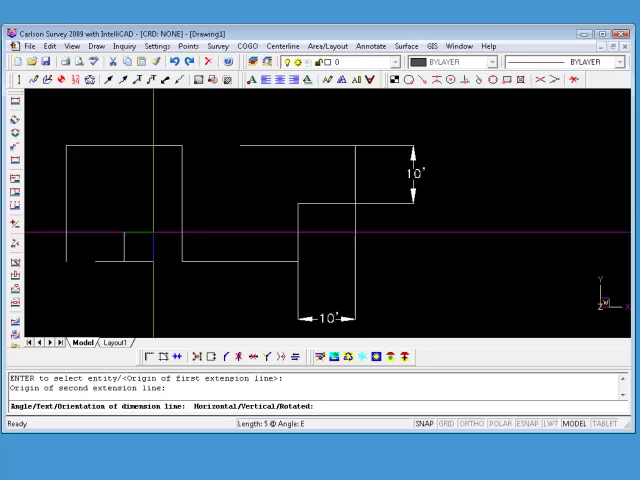 Carlson Survey 2009 with IntelliCAD - [CRD: NONE] - [Drawing1]
File Edit View Draw Inquiry Settings Points Survey COGO Centerline Area/Layout Annotate Surface GIS Window Help
0 BYLAYER BYLAYER
10'
10'
Y
W
Z X
Model Layout1
ENTER to select entity/<Origin of first extension line>:
Origin of second extension line:
Angle/Text/Orientation of dimension line: Horizontal/Vertical/Rotated:
Ready Length: 5 @ Angle: E SNAP GRID ORTHO POLAR ESNAP LWT MODEL TABLET